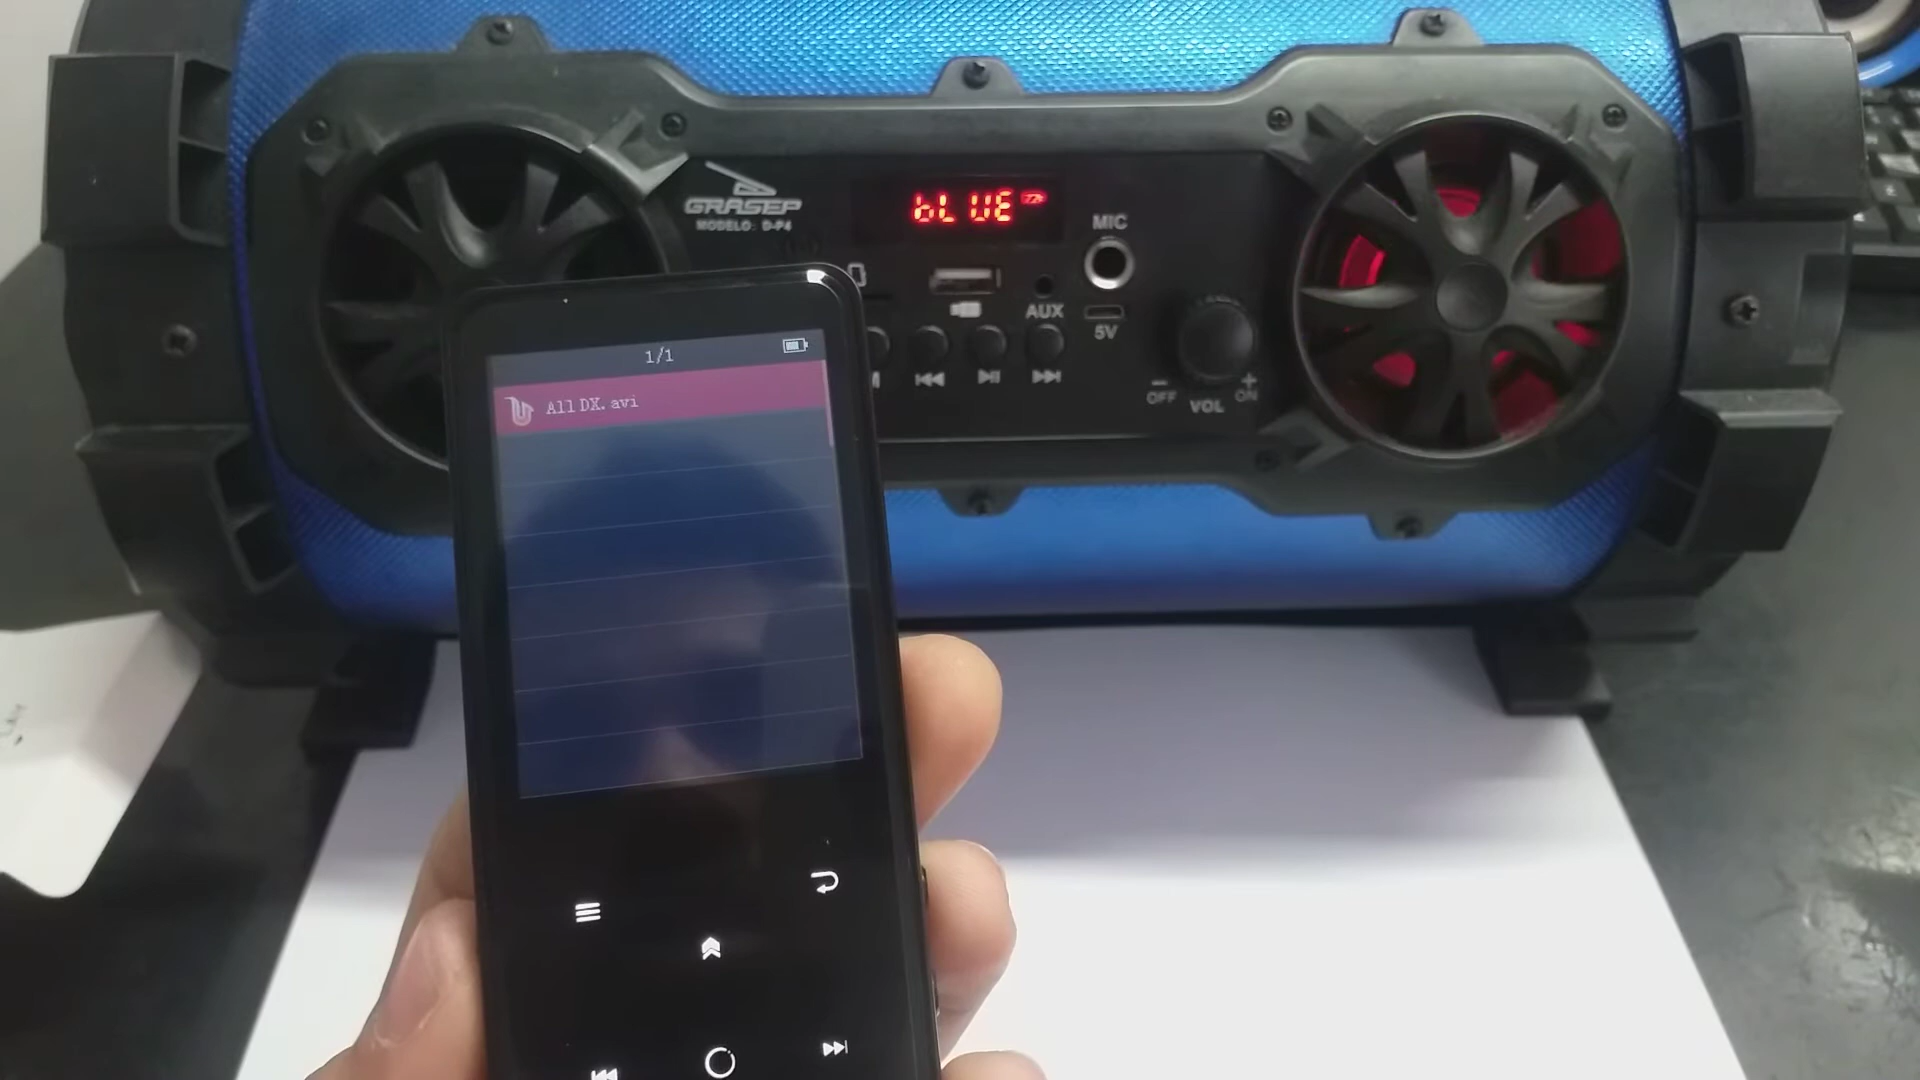 GRASEP
MODELO: D-P4
bLUE
MIC
AUX
5V
OFF
VOL
ON
1/1
All DX.avi